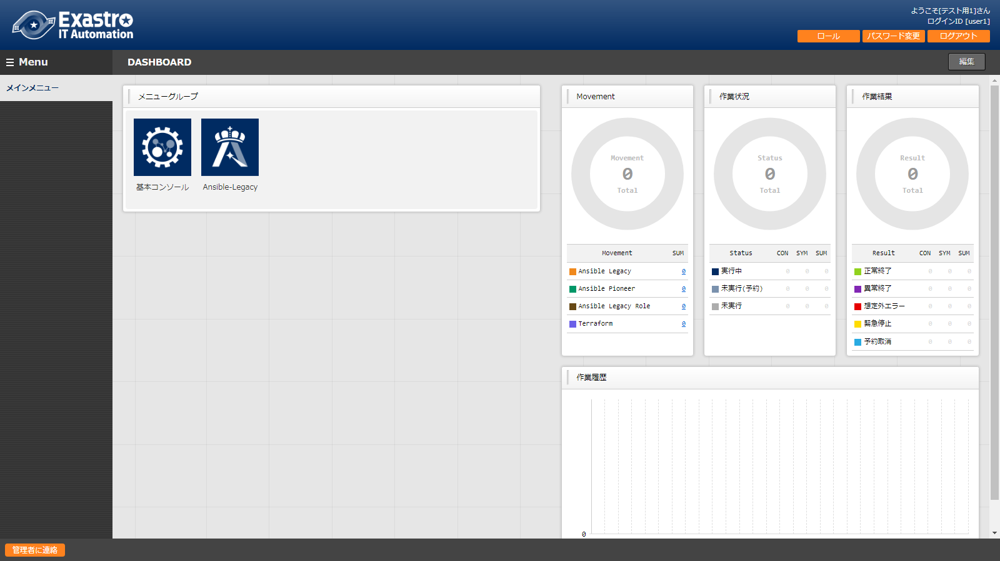 Exastro
IT Automation
ようこそ[テスト用1]さん
ログインID [user1]
ロール
パスワード変更
ログアウト
Menu
DASHBOARD
編集
メインメニュー
メニューグループ
基本コンソール
Ansible-Legacy
Movement
Movement
0
Total
Movement SUM
Ansible Legacy 0
Ansible Pioneer 0
Ansible Legacy Role 0
Terraform 0
作業状況
Status
0
Total
Status CON SYM SUM
実行中 0 0 0
未実行(予約) 0 0 0
未実行 0 0 0
作業結果
Result
0
Total
Result CON SYM SUM
正常終了 0 0 0
異常終了 0 0 0
想定外エラー 0 0 0
緊急停止 0 0 0
予約取消 0 0 0
作業履歴
0
管理者に連絡